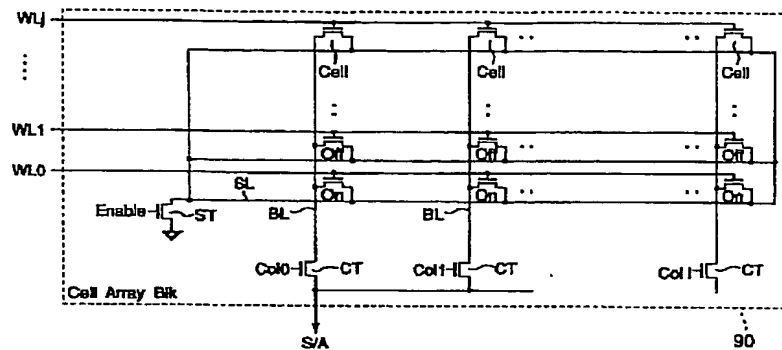 WLj
Cell Cell Cell
WL1
Off Off Off
WL0
On On On
SL
Enable ST BL BL
Col0 CT Col1 CT Col i CT
Cell Array Blk
S/A 90